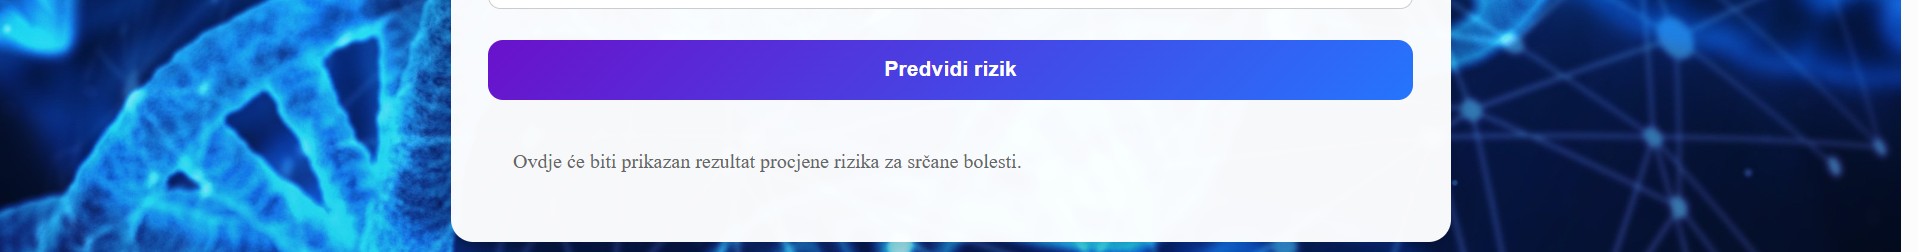 Predvidi rizik
Ovdje će biti prikazan rezultat procjene rizika za srčane bolesti.